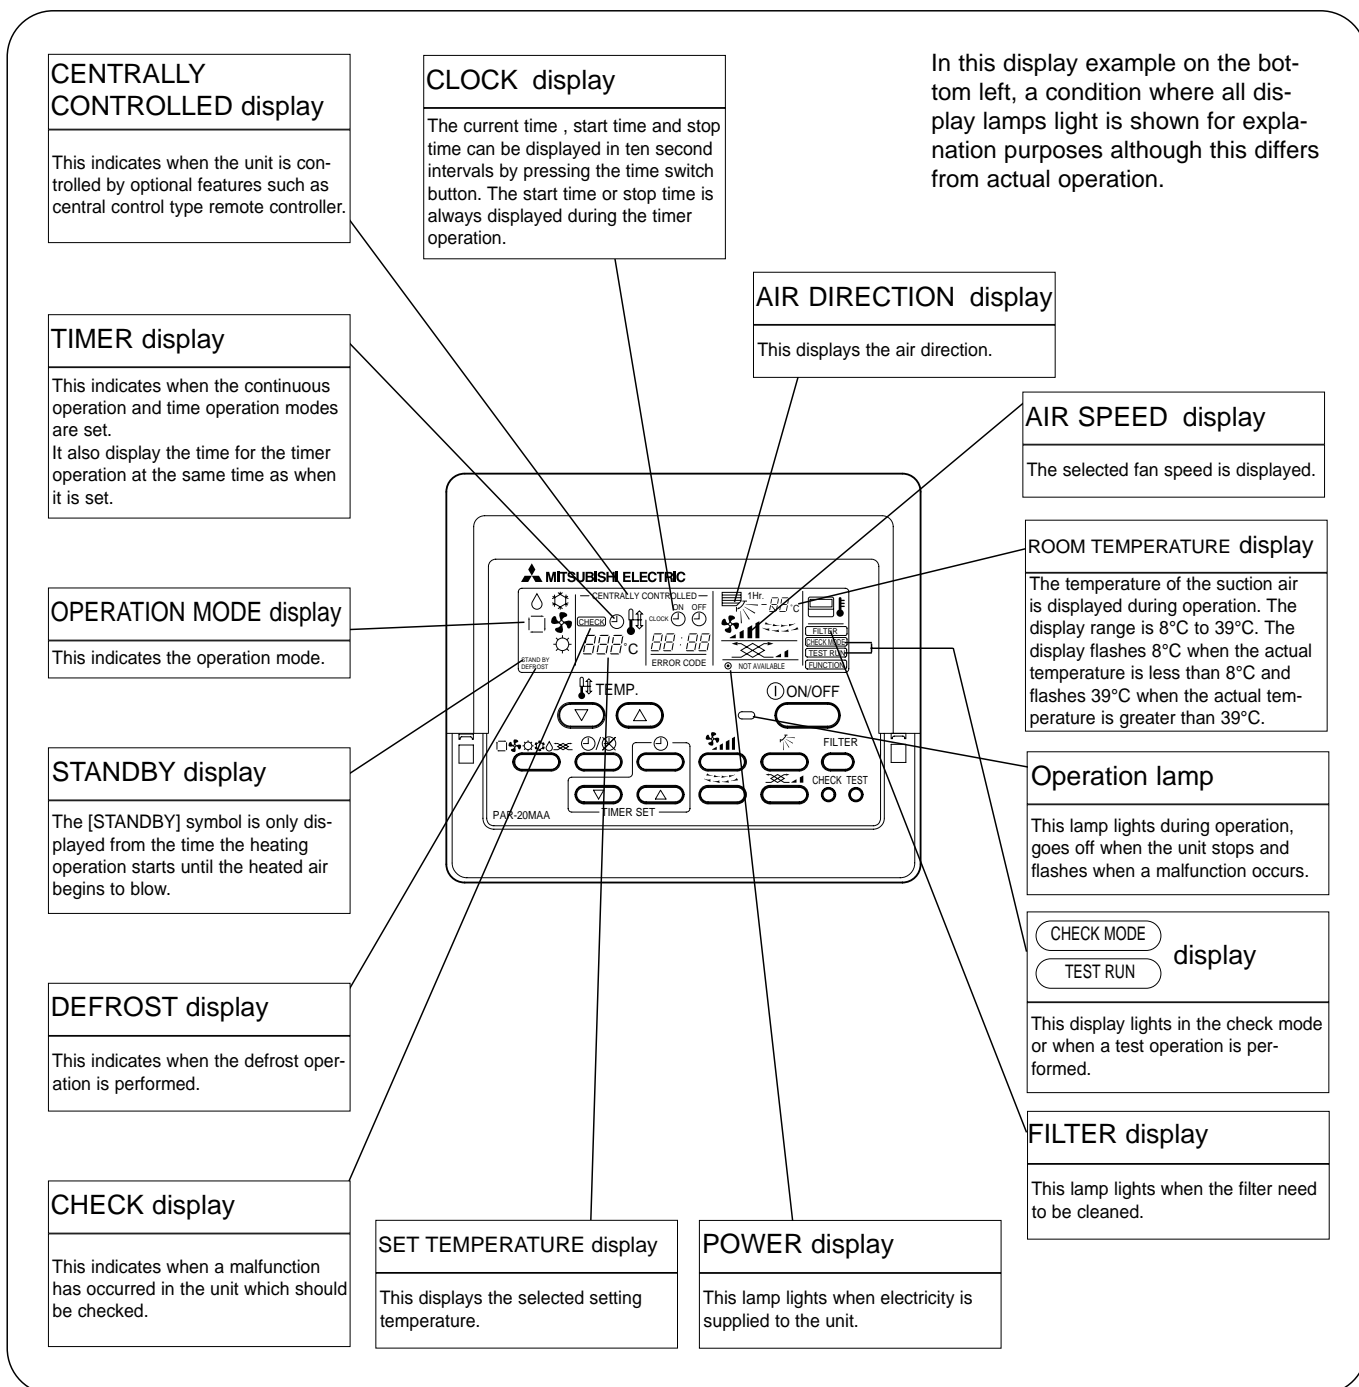 CENTRALLY
CONTROLLED display
This indicates when the unit is con-
trolled by optional features such as
central control type remote controller.
CLOCK display
The current time , start time and stop
time can be displayed in ten second
intervals by pressing the time switch
button. The start time or stop time is
always displayed during the timer
operation.
In this display example on the bot-
tom left, a condition where all dis-
play lamps light is shown for expla-
nation purposes although this differs
from actual operation.
AIR DIRECTION display
This displays the air direction.
TIMER display
This indicates when the continuous
operation and time operation modes
are set.
It also display the time for the timer
operation at the same time as when
it is set.
AIR SPEED display
The selected fan speed is displayed.
ROOM TEMPERATURE display
The temperature of the suction air
is displayed during operation. The
display range is 8°C to 39°C. The
display flashes 8°C when the actual
temperature is less than 8°C and
flashes 39°C when the actual tem-
perature is greater than 39°C.
OPERATION MODE display
This indicates the operation mode.
MITSUBISHI ELECTRIC
CENTRALLY CONTROLLED
ON OFF
1Hr.
88°C
CHECK
CLOCK
888°C
88:88
ERROR CODE
STAND BY
DEFROST
NOT AVAILABLE
FILTER
CHECK MODE
TEST RUN
FUNCTION
TEMP.
ON/OFF
FILTER
CHECK TEST
TIMER SET
PAR-20MAA
STANDBY display
The [STANDBY] symbol is only dis-
played from the time the heating
operation starts until the heated air
begins to blow.
Operation lamp
This lamp lights during operation,
goes off when the unit stops and
flashes when a malfunction occurs.
CHECK MODE
TEST RUN
display
This display lights in the check mode
or when a test operation is per-
formed.
DEFROST display
This indicates when the defrost oper-
ation is performed.
FILTER display
This lamp lights when the filter need
to be cleaned.
CHECK display
This indicates when a malfunction
has occurred in the unit which should
be checked.
SET TEMPERATURE display
This displays the selected setting
temperature.
POWER display
This lamp lights when electricity is
supplied to the unit.